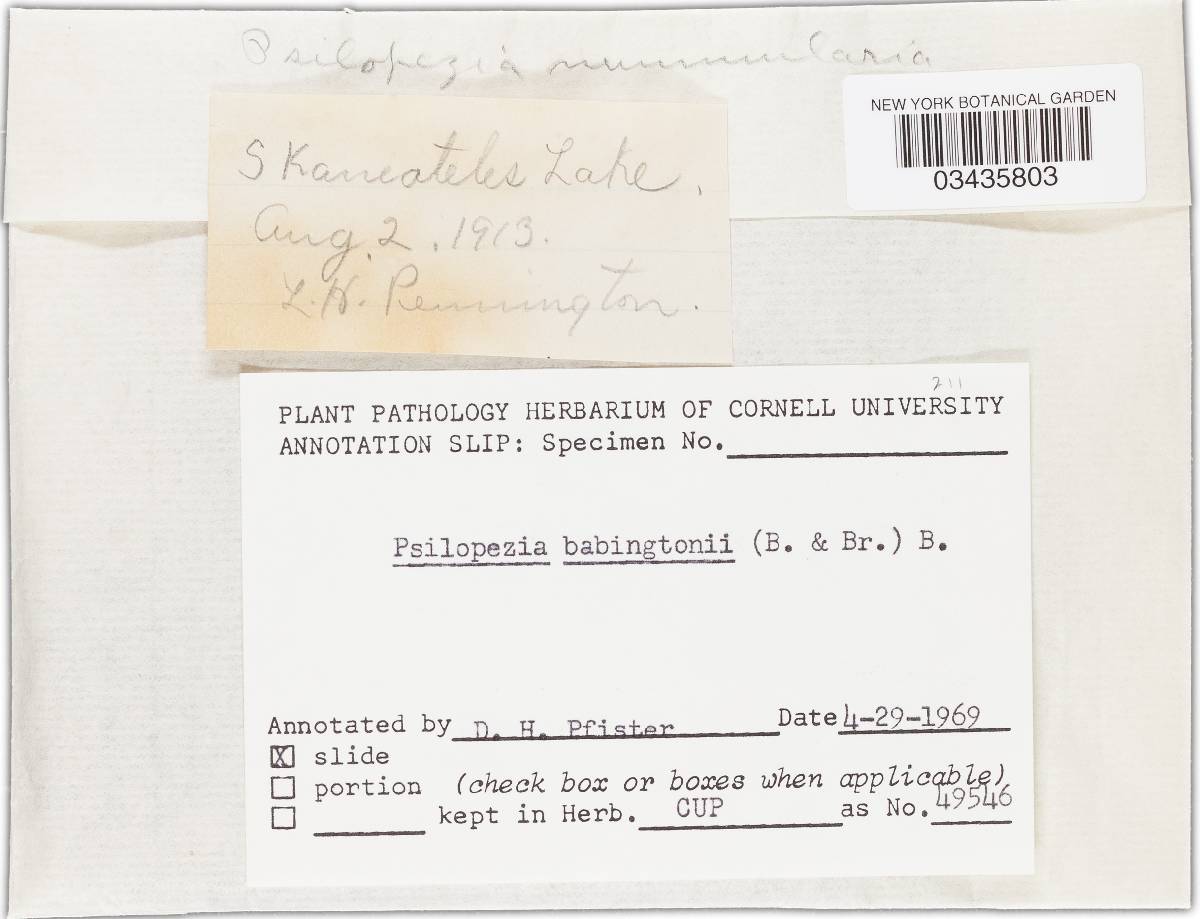 Psilopezia nummularia
NEW YORK BOTANICAL GARDEN
03435803
Skaneateles Lake.
Aug. 2, 1913.
L. H. Pennington.
211
PLANT PATHOLOGY HERBARIUM OF CORNELL UNIVERSITY
ANNOTATION SLIP: Specimen No.
Psilopezia babingtonii (B. & Br.) B.
Annotated by D. H. Pfister Date 4-29-1969
X slide
portion (check box or boxes when applicable)
kept in Herb. CUP as No. 49546